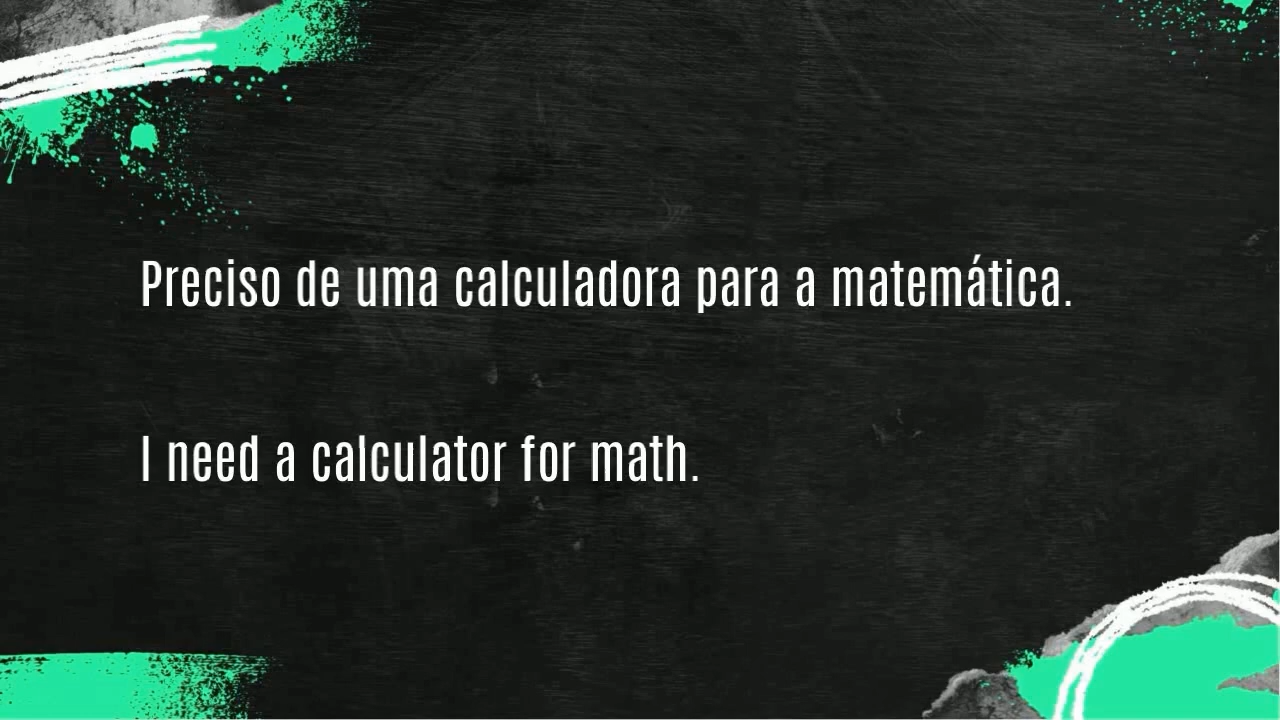 Preciso de uma calculadora para a matemática.
I need a calculator for math.